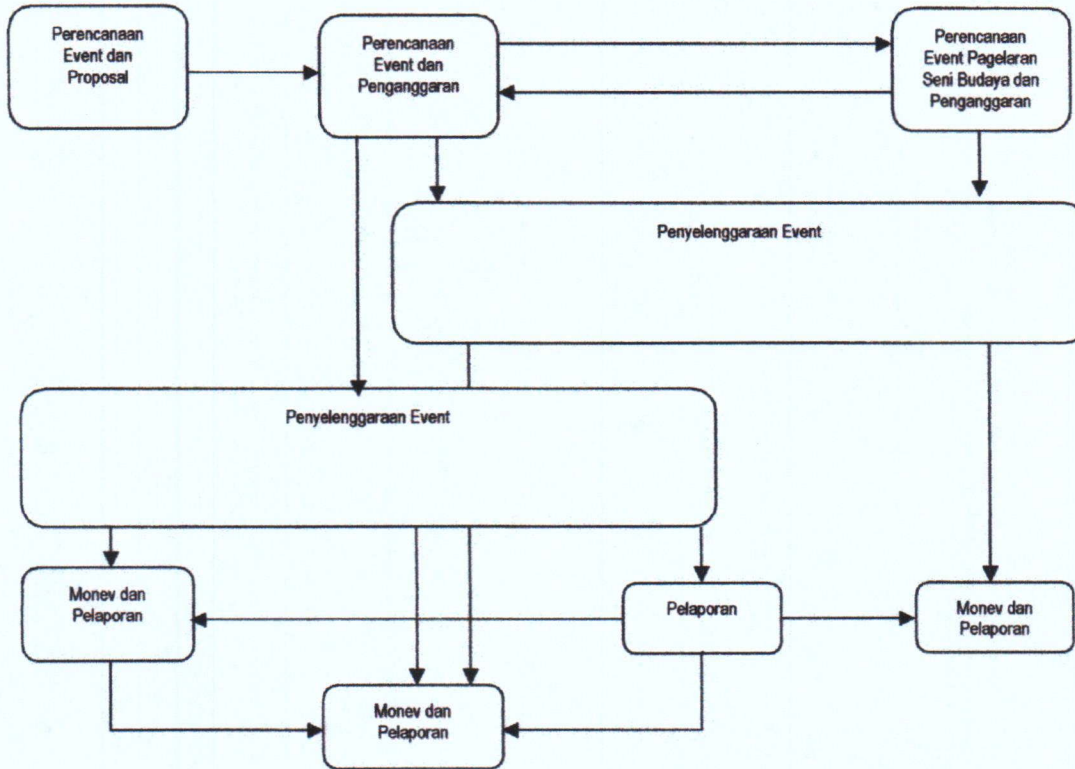 Perencanaan
Event dan
Proposal
Perencanaan
Event dan
Penganggaran
Perencanaan
Event Pagelaran
Seni Budaya dan
Penganggaran
Penyelenggaraan Event
Penyelenggaraan Event
Monev dan
Pelaporan
Pelaporan
Monev dan
Pelaporan
Monev dan
Pelaporan